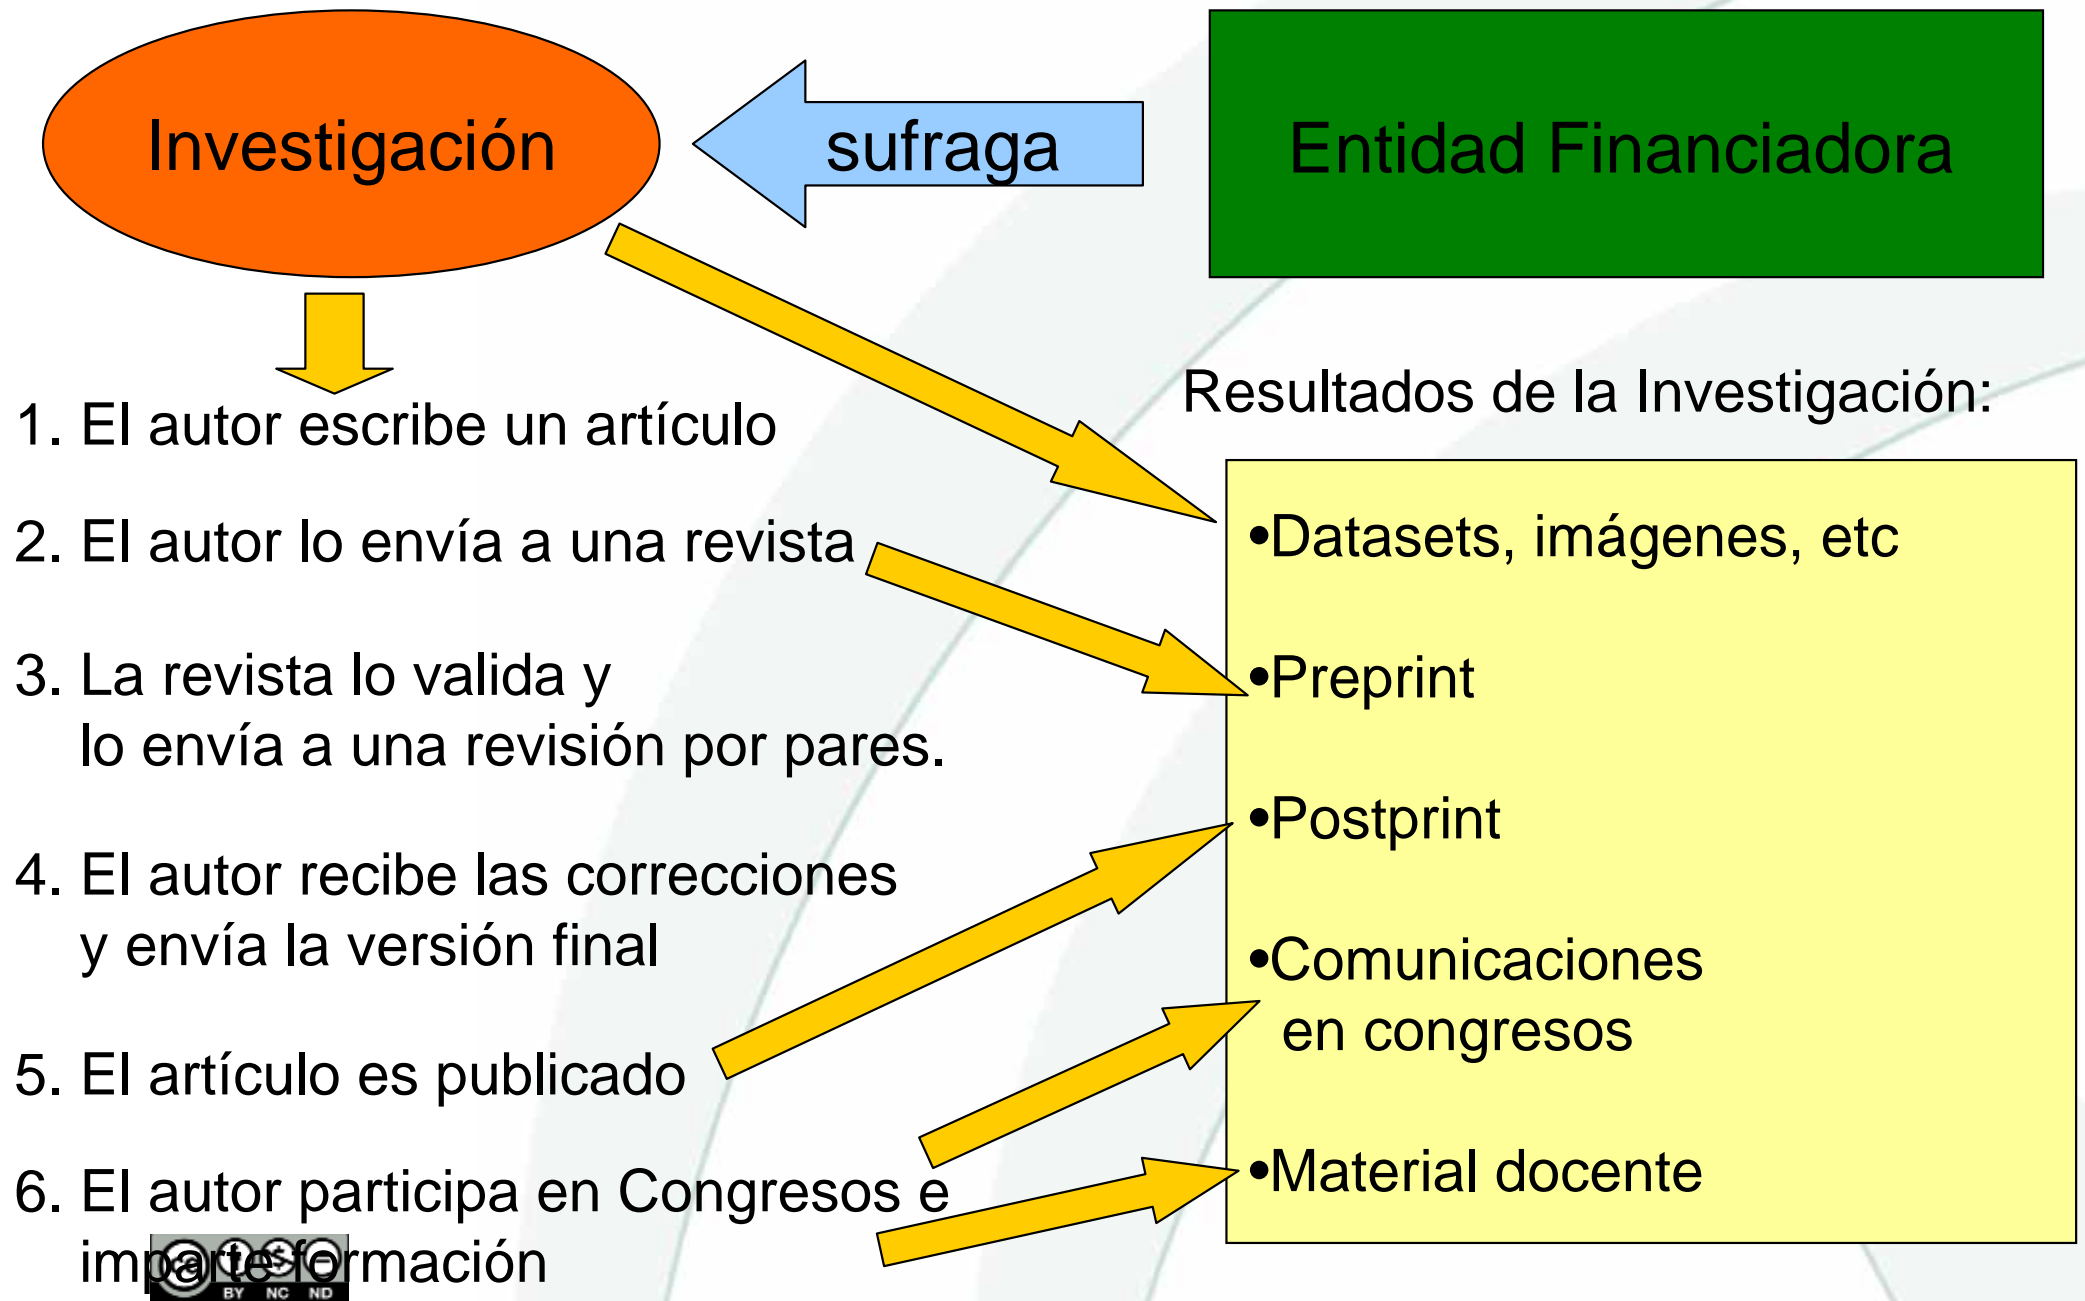 Investigación
sufraga
Entidad Financiadora
1. El autor escribe un artículo
2. El autor lo envía a una revista
3. La revista lo valida y
lo envía a una revisión por pares.
4. El autor recibe las correcciones
y envía la versión final
5. El artículo es publicado
6. El autor participa en Congresos e
imparte formación
BY NC ND
Resultados de la Investigación:
•Datasets, imágenes, etc
•Preprint
•Postprint
•Comunicaciones
en congresos
•Material docente